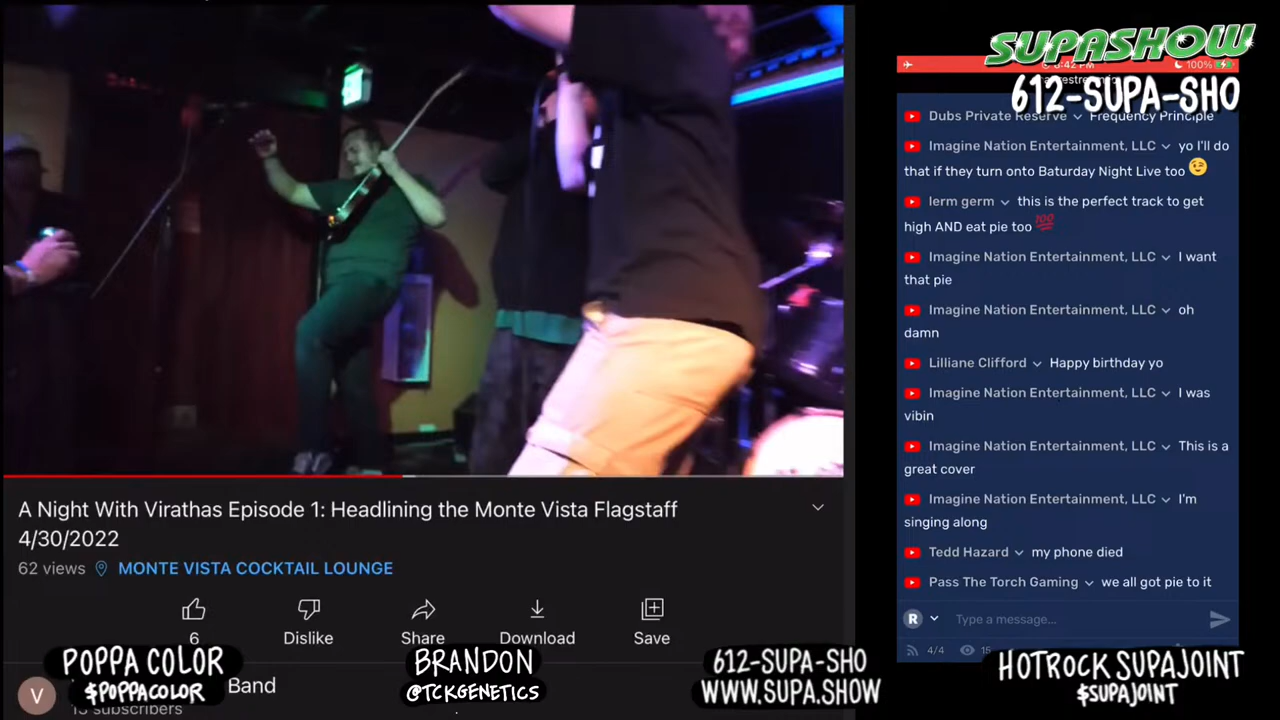 SUPASHOW
612-SUPA-SHO
100%
Dubs Private Reserve Frequency Principle
Imagine Nation Entertainment, LLC yo I'll do
that if they turn onto Baturday Night Live too
lerm germ this is the perfect track to get
high AND eat pie too 100
Imagine Nation Entertainment, LLC I want
that pie
Imagine Nation Entertainment, LLC oh
damn
Lilliane Clifford Happy birthday yo
Imagine Nation Entertainment, LLC I was
vibin
Imagine Nation Entertainment, LLC This is a
great cover
Imagine Nation Entertainment, LLC I'm
singing along
Tedd Hazard my phone died
Pass The Torch Gaming we all got pie to it
R Type a message...
4/4
A Night With Virathas Episode 1: Headlining the Monte Vista Flagstaff
4/30/2022
62 views MONTE VISTA COCKTAIL LOUNGE
6 Dislike Share Download Save
V Band
subscribers
POPPA COLOR
$POPPACOLOR
BRANDON
@TCKGENETICS
612-SUPA-SHO
WWW.SUPA.SHOW
HOTROCK SUPAJOINT
$SUPAJOINT